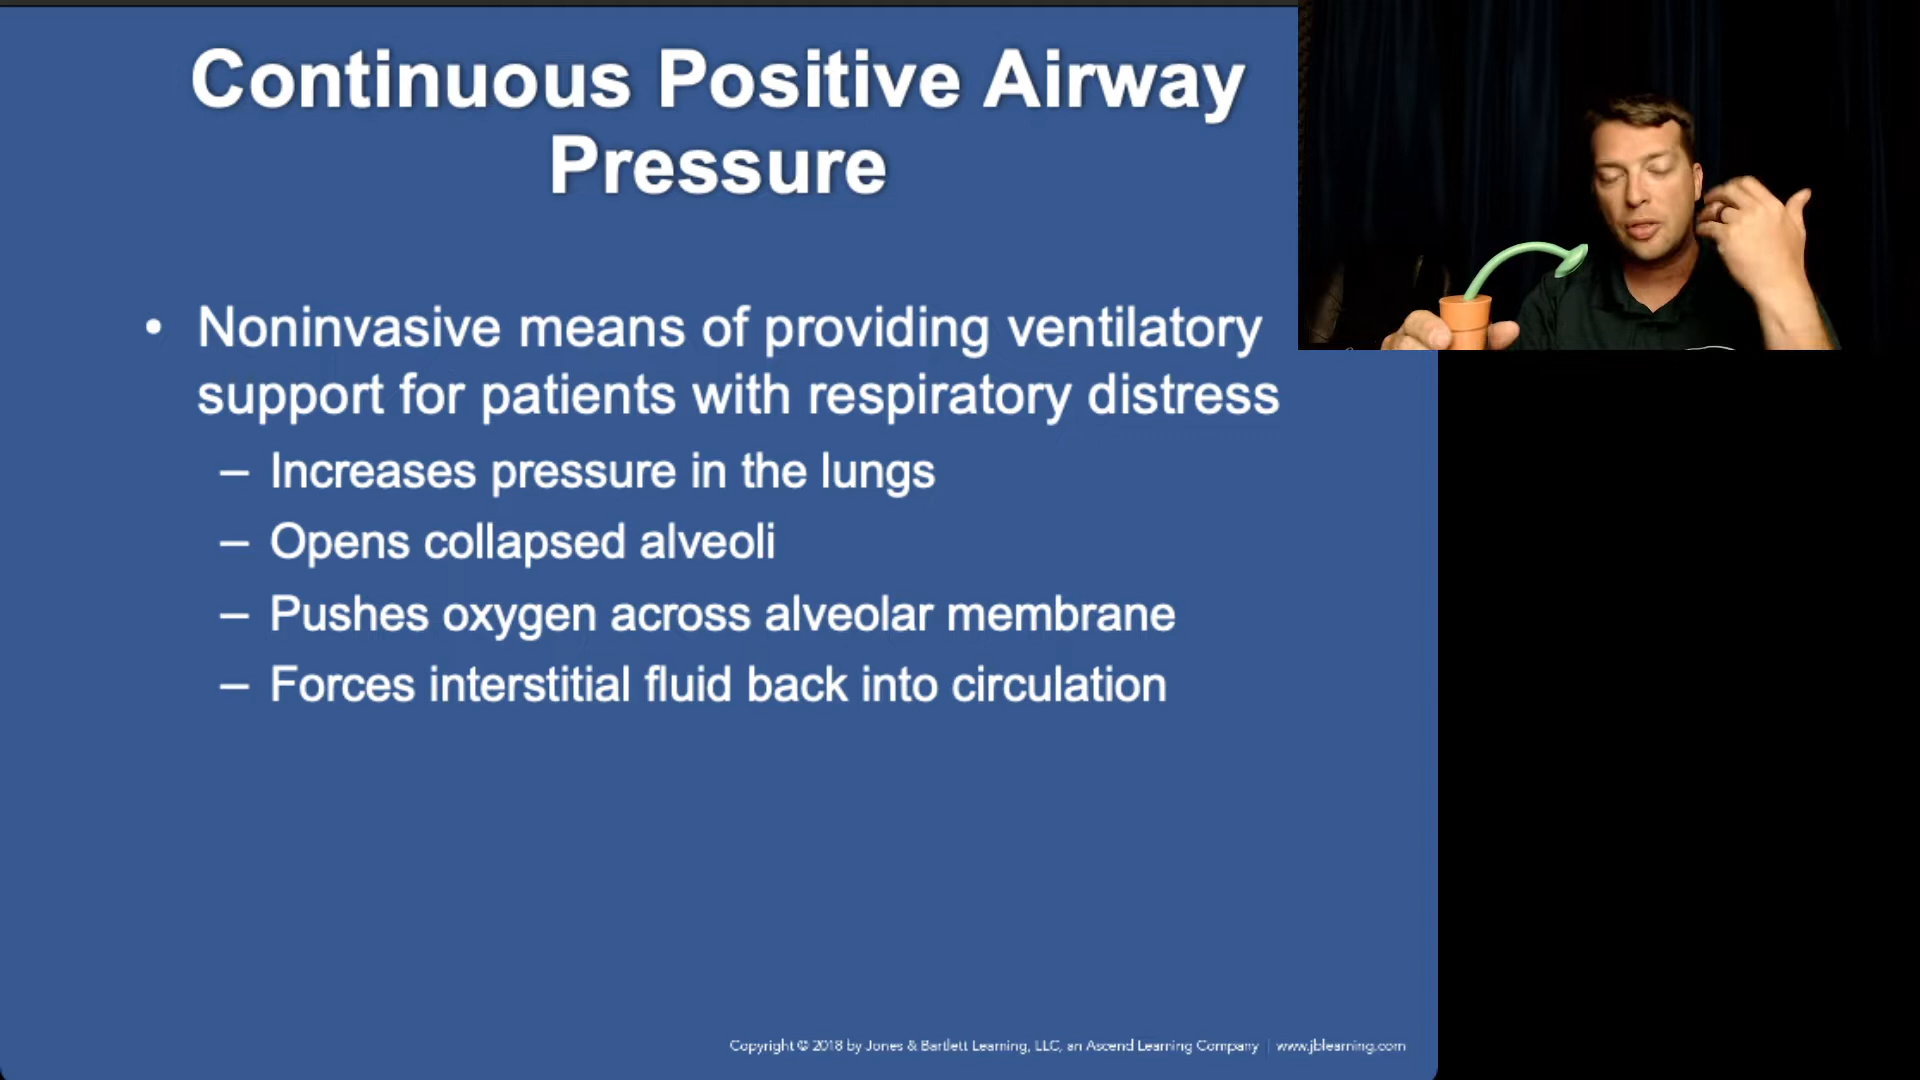 Continuous Positive Airway
Pressure
• Noninvasive means of providing ventilatory
support for patients with respiratory distress
– Increases pressure in the lungs
– Opens collapsed alveoli
– Pushes oxygen across alveolar membrane
– Forces interstitial fluid back into circulation
Copyright © 2018 by Jones & Bartlett Learning, LLC, an Ascend Learning Company | www.jblearning.com